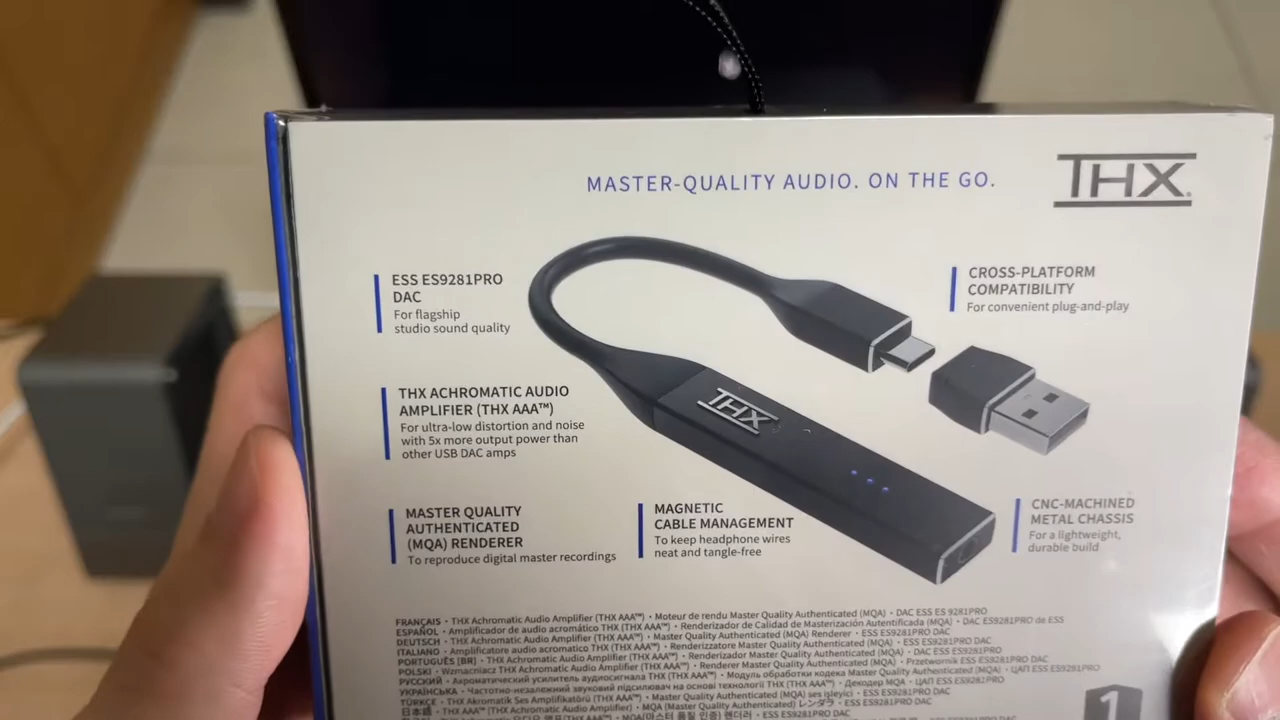 MASTER-QUALITY AUDIO. ON THE GO.
THX
ESS ES9281PRO
DAC
For flagship
studio sound quality
CROSS-PLATFORM
COMPATIBILITY
For convenient plug-and-play
THX ACHROMATIC AUDIO
AMPLIFIER (THX AAA™)
For ultra-low distortion and noise
with 5x more output power than
other USB DAC amps
THX
MASTER QUALITY
AUTHENTICATED
(MQA) RENDERER
To reproduce digital master recordings
MAGNETIC
CABLE MANAGEMENT
To keep headphone wires
neat and tangle-free
CNC-MACHINED
METAL CHASSIS
For a lightweight,
durable build
FRANÇAIS • THX Achromatic Audio Amplifier (THX AAA™) • Moteur de rendu Master Quality Authenticated (MQA) • DAC ESS ES 9281PRO
ESPAÑOL • Amplificador de audio acromático THX (THX AAA™) • Renderizador de Calidad de Masterización Autentificada (MQA) • DAC ES9281PRO de ESS
DEUTSCH • THX Achromatic Audio Amplifier (THX AAA™) • Master Quality Authenticated (MQA) Renderer • ESS ES9281PRO DAC
ITALIANO • Amplificatore audio acromatico THX (THX AAA™) • Renderizzatore Master Quality Authenticated (MQA) • ESS ES9281PRO DAC
PORTUGUÊS [BR] • THX Achromatic Audio Amplifier (THX AAA™) • Renderizador Master Quality Authenticated (MQA) • DAC ESS ES9281PRO
POLSKI • Wzmacniacz THX Achromatic Audio Amplifier (THX AAA™) • Renderer Master Quality Authenticated (MQA) • Przetwornik ESS ES9281PRO DAC
РУССКИЙ • Ахроматический усилитель аудиосигнала THX (THX AAA™) • Модуль обработки кодека Master Quality Authenticated (MQA) • ЦАП ESS ES9281PRO
УКРАЇНСЬКА • Частотно-незалежний звуковий підсилювач на основі технології THX (THX AAA™) • Декодер MQA • ЦАП ESS ES9281PRO
TÜRKÇE • THX Akromatik Ses Amplifikatörü (THX AAA™) • Master Quality Authenticated (MQA) ses işleyici • ESS ES9281PRO DAC
日本語 • THX AAA™ (THX Achromatic Audio Amplifier) • Master Quality Authenticated (MQA) レンダラ • ESS ES9281PRO DAC
1